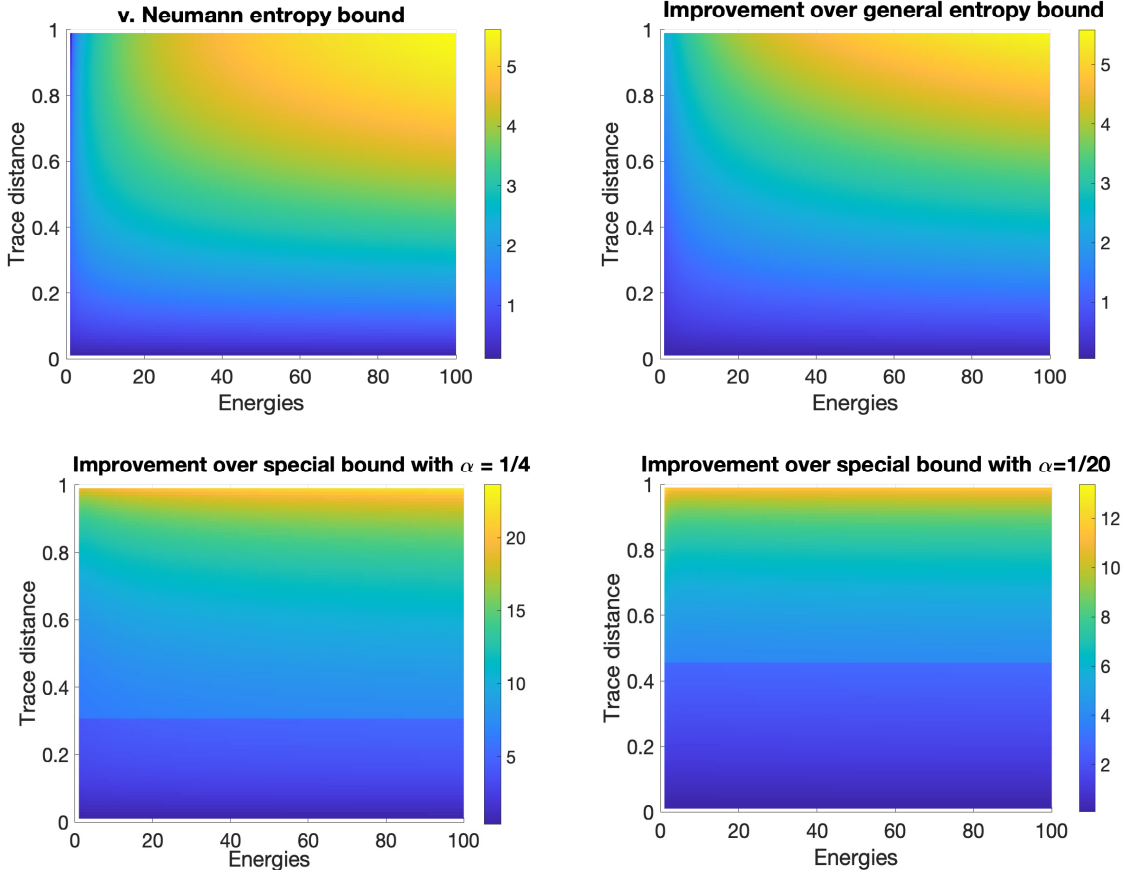 v. Neumann entropy bound
1
0.8
0.6
0.4
0.2
0
Trace distance
0 20 40 60 80 100
Energies
5
4
3
2
1
Improvement over general entropy bound
1
0.8
0.6
0.4
0.2
0
Trace distance
0 20 40 60 80 100
Energies
5
4
3
2
1
Improvement over special bound with α = 1/4
1
0.8
0.6
0.4
0.2
0
Trace distance
0 20 40 60 80 100
Energies
20
15
10
5
Improvement over special bound with α=1/20
1
0.8
0.6
0.4
0.2
0
Trace distance
0 20 40 60 80 100
Energies
12
10
8
6
4
2